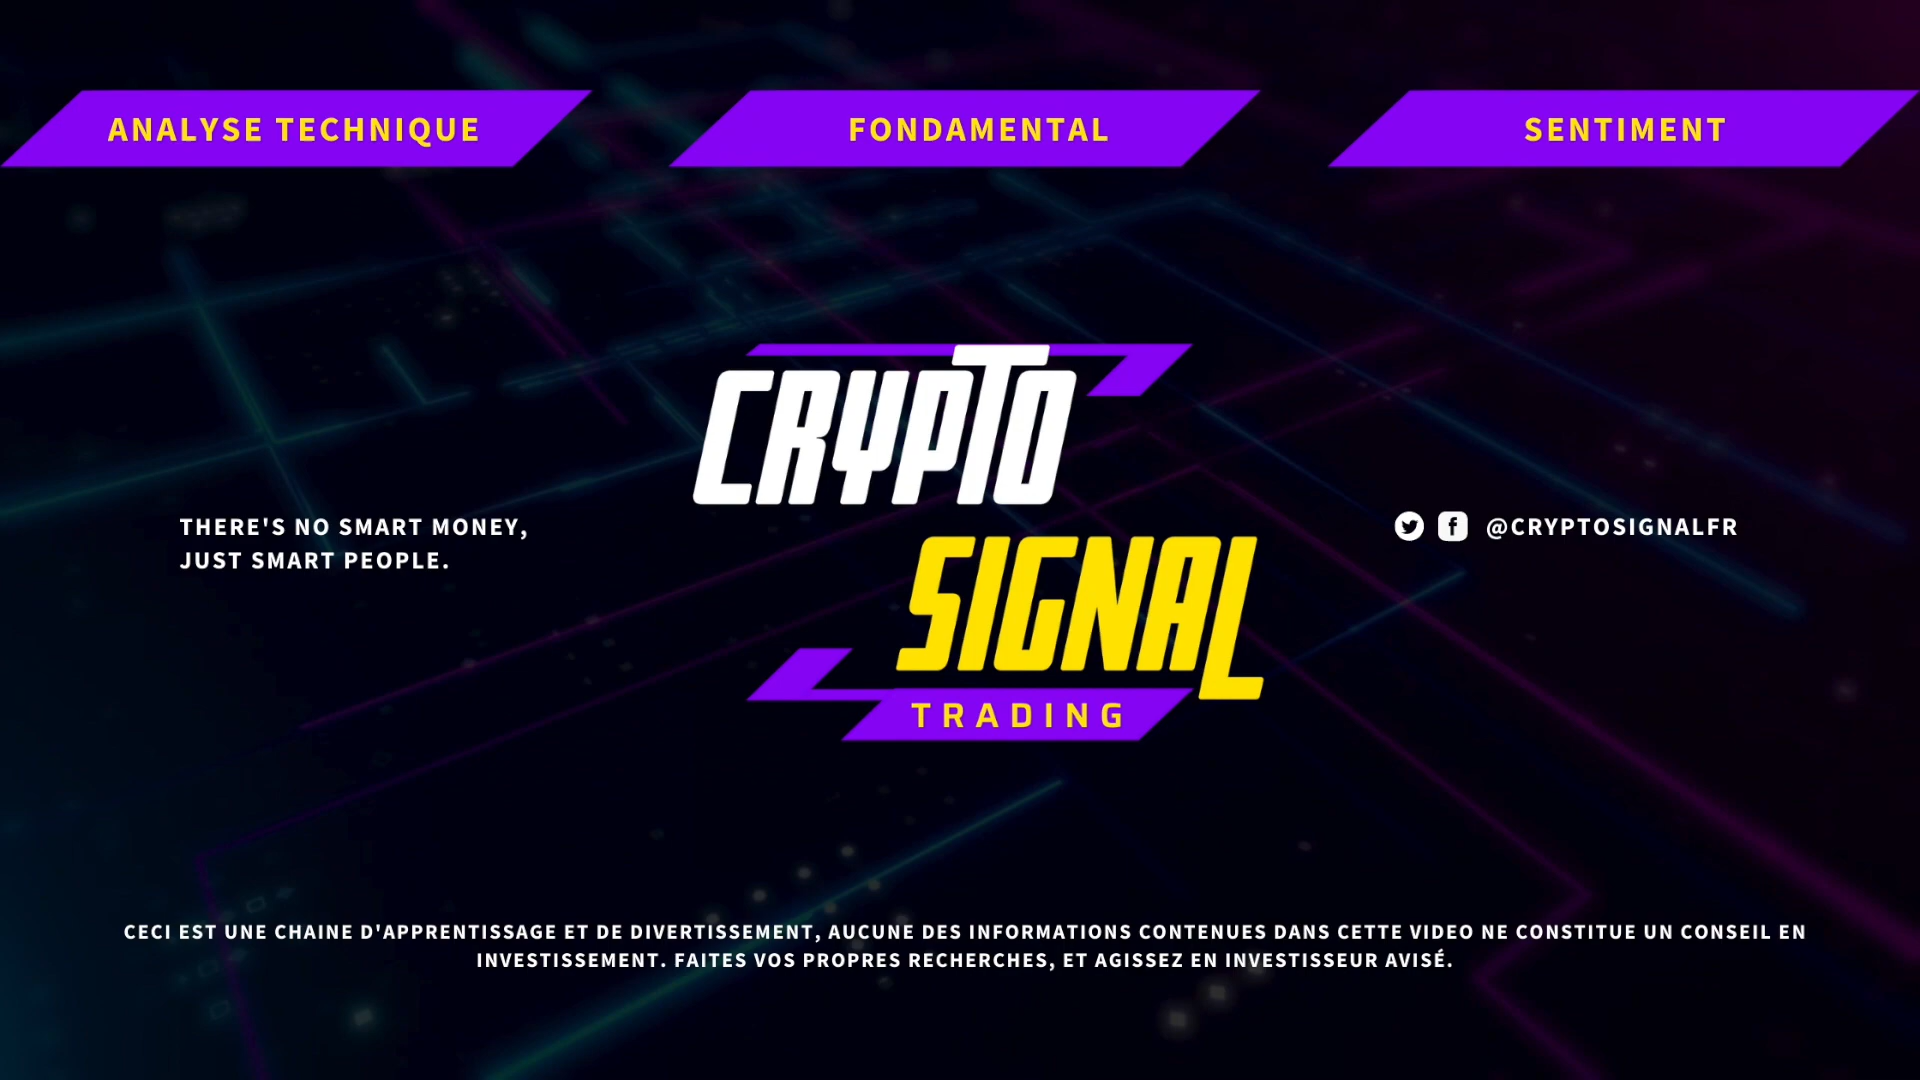 ANALYSE TECHNIQUE
FONDAMENTAL
SENTIMENT
CRYPTO
SIGNAL
TRADING
THERE'S NO SMART MONEY,
JUST SMART PEOPLE.
@CRYPTOSIGNALFR
CECI EST UNE CHAINE D'APPRENTISSAGE ET DE DIVERTISSEMENT, AUCUNE DES INFORMATIONS CONTENUES DANS CETTE VIDEO NE CONSTITUE UN CONSEIL EN
INVESTISSEMENT. FAITES VOS PROPRES RECHERCHES, ET AGISSEZ EN INVESTISSEUR AVISÉ.